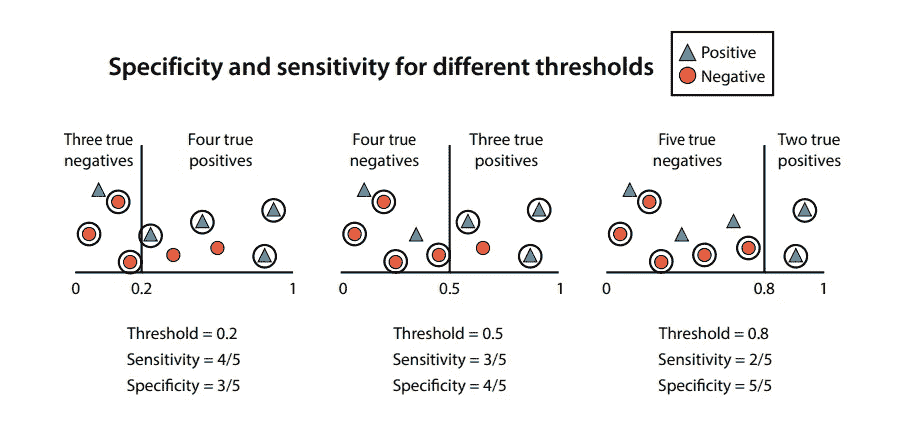 Specificity and sensitivity for different thresholds
Positive
Negative
Three true
negatives
Four true
positives
Four true
negatives
Three true
positives
Five true
negatives
Two true
positives
0
0.2
1
0
0.5
1
0
0.8
1
Threshold = 0.2
Sensitivity = 4/5
Specificity = 3/5
Threshold = 0.5
Sensitivity = 3/5
Specificity = 4/5
Threshold = 0.8
Sensitivity = 2/5
Specificity = 5/5